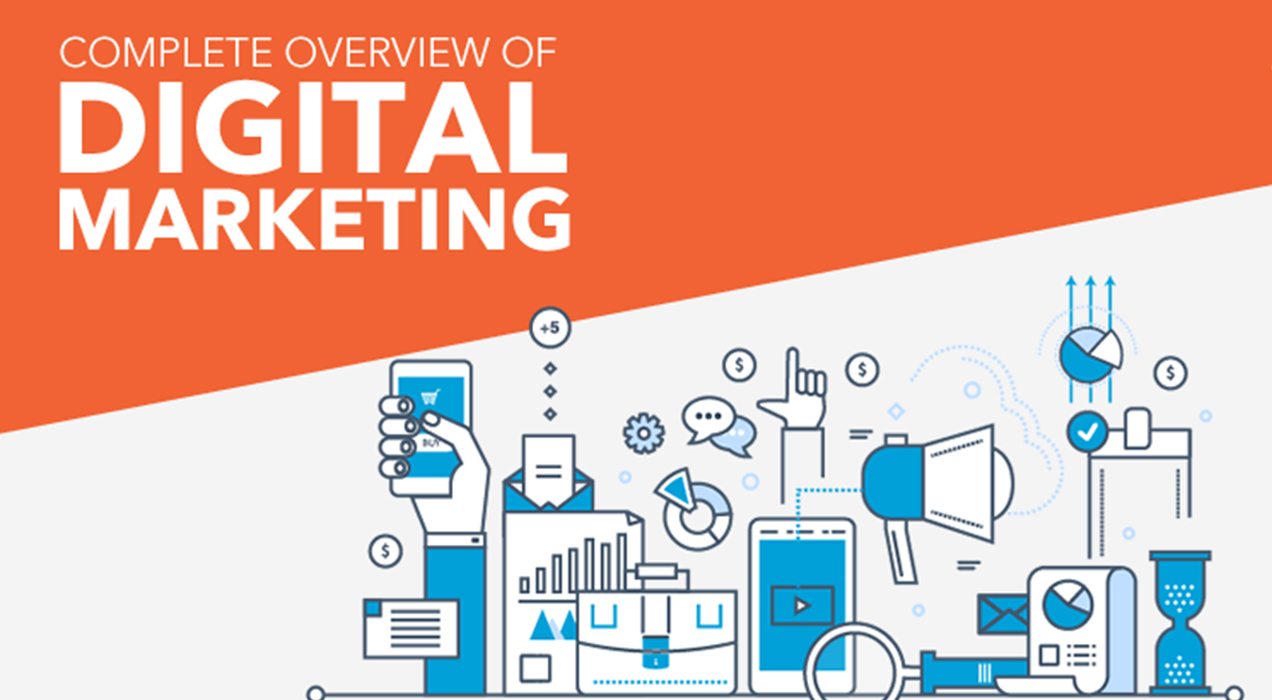 COMPLETE OVERVIEW OF
DIGITAL
MARKETING
+5
BUY
$
$
$
$